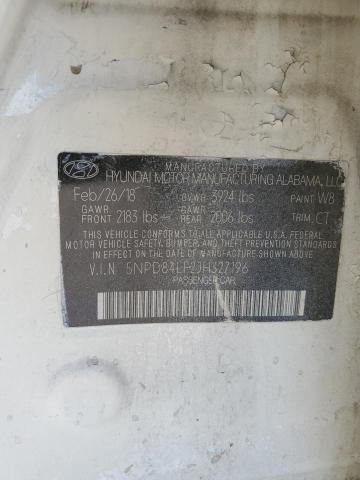 MANUFACTURED BY
HYUNDAI MOTOR MANUFACTURING ALABAMA, LLC
Feb/26/18 GVWR 3924 lbs PAINT W8
GAWR FRONT 2183 lbs GAWR REAR 2006 lbs TRIM CT
THIS VEHICLE CONFORMS TO ALL APPLICABLE U.S.A. FEDERAL
MOTOR VEHICLE SAFETY, BUMPER, AND THEFT PREVENTION
STANDARDS IN EFFECT ON THE DATE OF MANUFACTURE SHOWN ABOVE.
V.I.N 5NPD84LF2JH327196
PASSENGER CAR